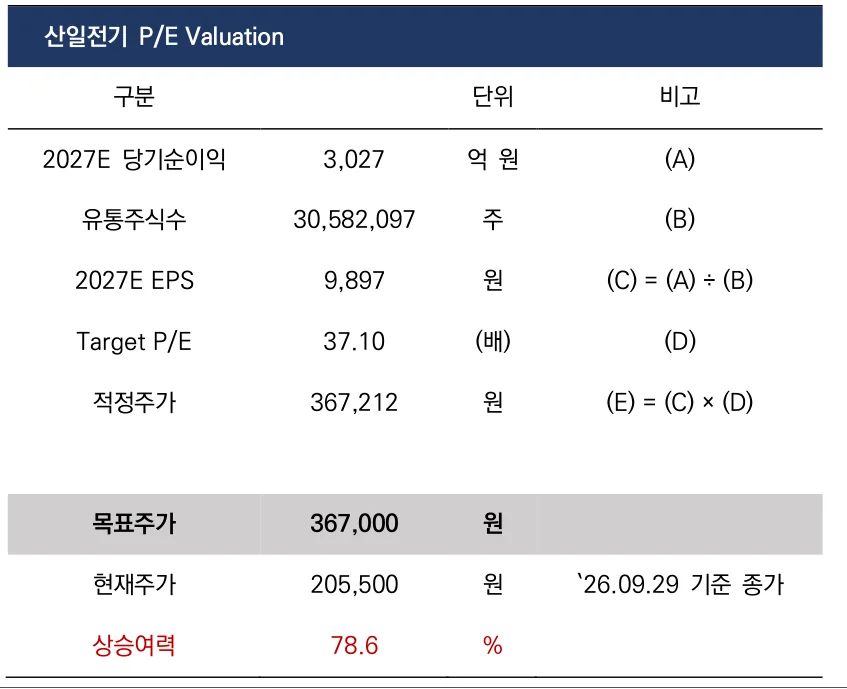 산일전기 P/E Valuation
구분 단위 비고
2027E 당기순이익 3,027 억 원 (A)
유통주식수 30,582,097 주 (B)
2027E EPS 9,897 원 (C) = (A) ÷ (B)
Target P/E 37.10 (배) (D)
적정주가 367,212 원 (E) = (C) × (D)
목표주가 367,000 원
현재주가 205,500 원 `26.09.29 기준 종가
상승여력 78.6 %